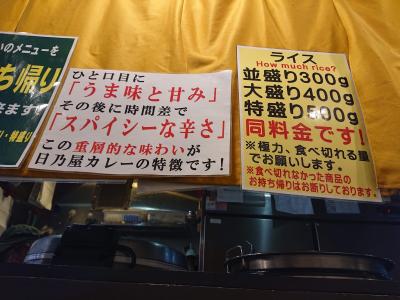 いのメニューを
ち帰り
ます
ひと口目に
「うま味と甘み」
その後に時間差で
「スパイシーな辛さ」
この重層的な味わいが
日乃屋カレーの特徴です!
ライス
How much rice?
並盛り300g
大盛り400g
特盛り500g
同料金です!
※極力、食べ切れる量
でお願いします。
※食べ切れなかった商品の
お持ち帰りはお断りしております。